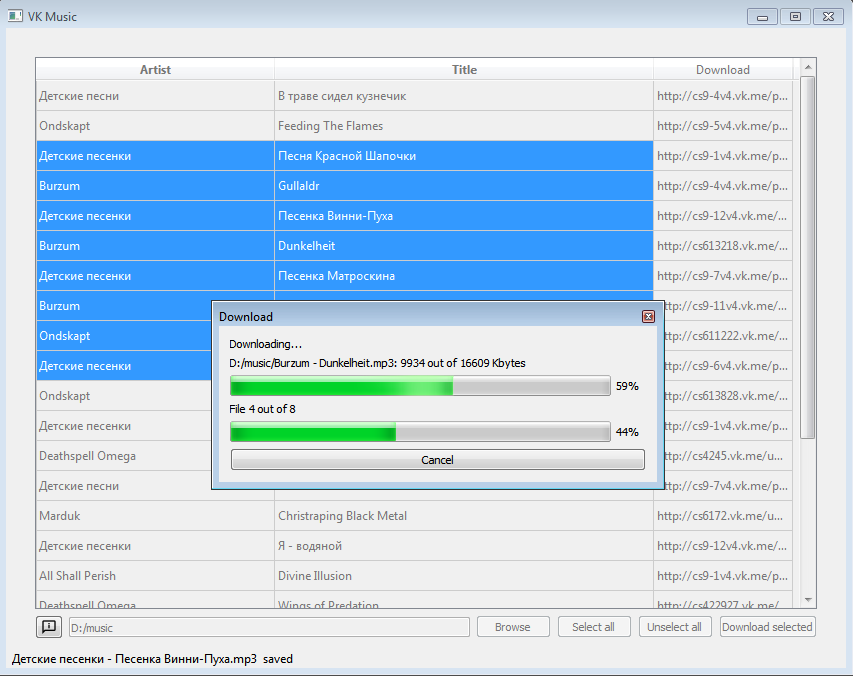 VK Music
Artist Title Download
Детские песни В траве сидел кузнечик http://cs9-4v4.vk.me/p...
Ondskapt Feeding The Flames http://cs9-5v4.vk.me/p...
Детские песенки Песня Красной Шапочки http://cs9-1v4.vk.me/p...
Burzum Gullaldr http://cs9-4v4.vk.me/p...
Детские песенки Песенка Винни-Пуха http://cs9-12v4.vk.me/...
Burzum Dunkelheit http://cs613218.vk.me/...
Детские песенки Песенка Матроскина http://cs9-7v4.vk.me/p...
Burzum ttp://cs9-11v4.vk.me/...
Ondskapt ttp://cs611222.vk.me/...
Детские песенки ttp://cs9-6v4.vk.me/p...
Ondskapt ttp://cs613828.vk.me/...
Детские песенки ttp://cs9-1v4.vk.me/p...
Deathspell Omega ttp://cs4245.vk.me/u...
Детские песни ttp://cs9-7v4.vk.me/p...
Download
Downloading...
D:/music/Burzum - Dunkelheit.mp3: 9934 out of 16609 Kbytes
59%
File 4 out of 8
44%
Cancel
Marduk Christraping Black Metal http://cs6172.vk.me/u...
Детские песенки Я - водяной http://cs9-12v4.vk.me/...
All Shall Perish Divine Illusion http://cs9-1v4.vk.me/p...
Deathspell Omega Wings of Predation http://cs422927.vk.me/...
D:/music Browse Select all Unselect all Download selected
Детские песенки - Песенка Винни-Пуха.mp3 saved